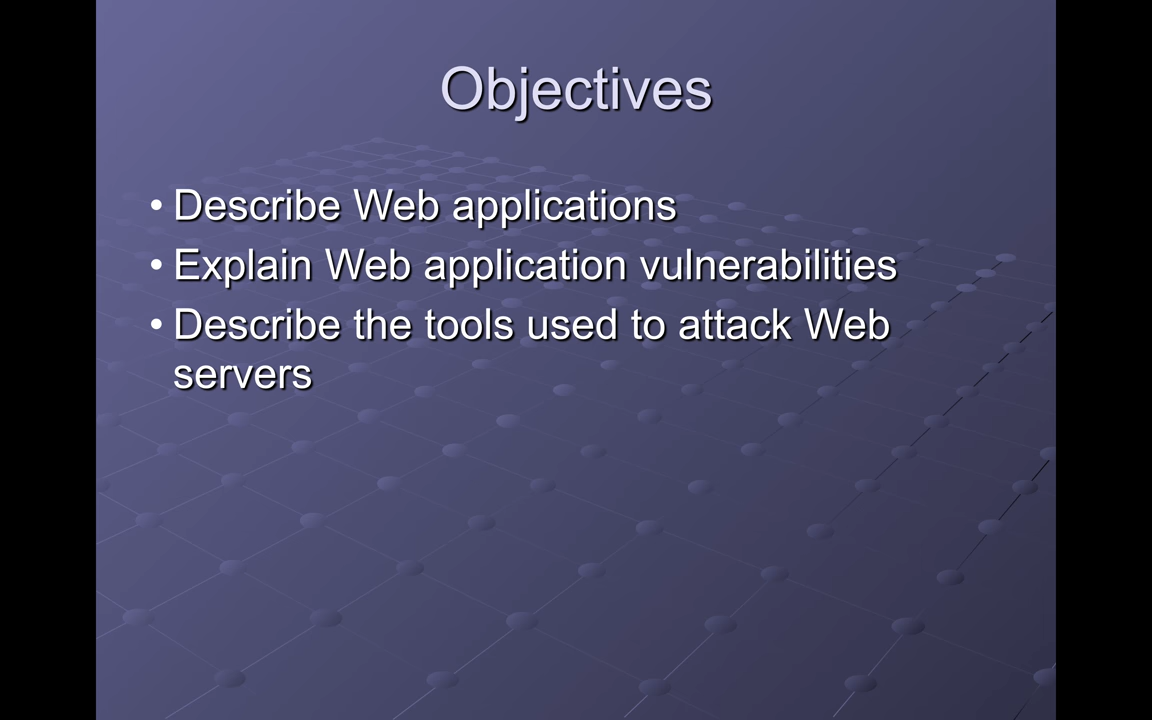 Objectives
• Describe Web applications
• Explain Web application vulnerabilities
• Describe the tools used to attack Web
servers